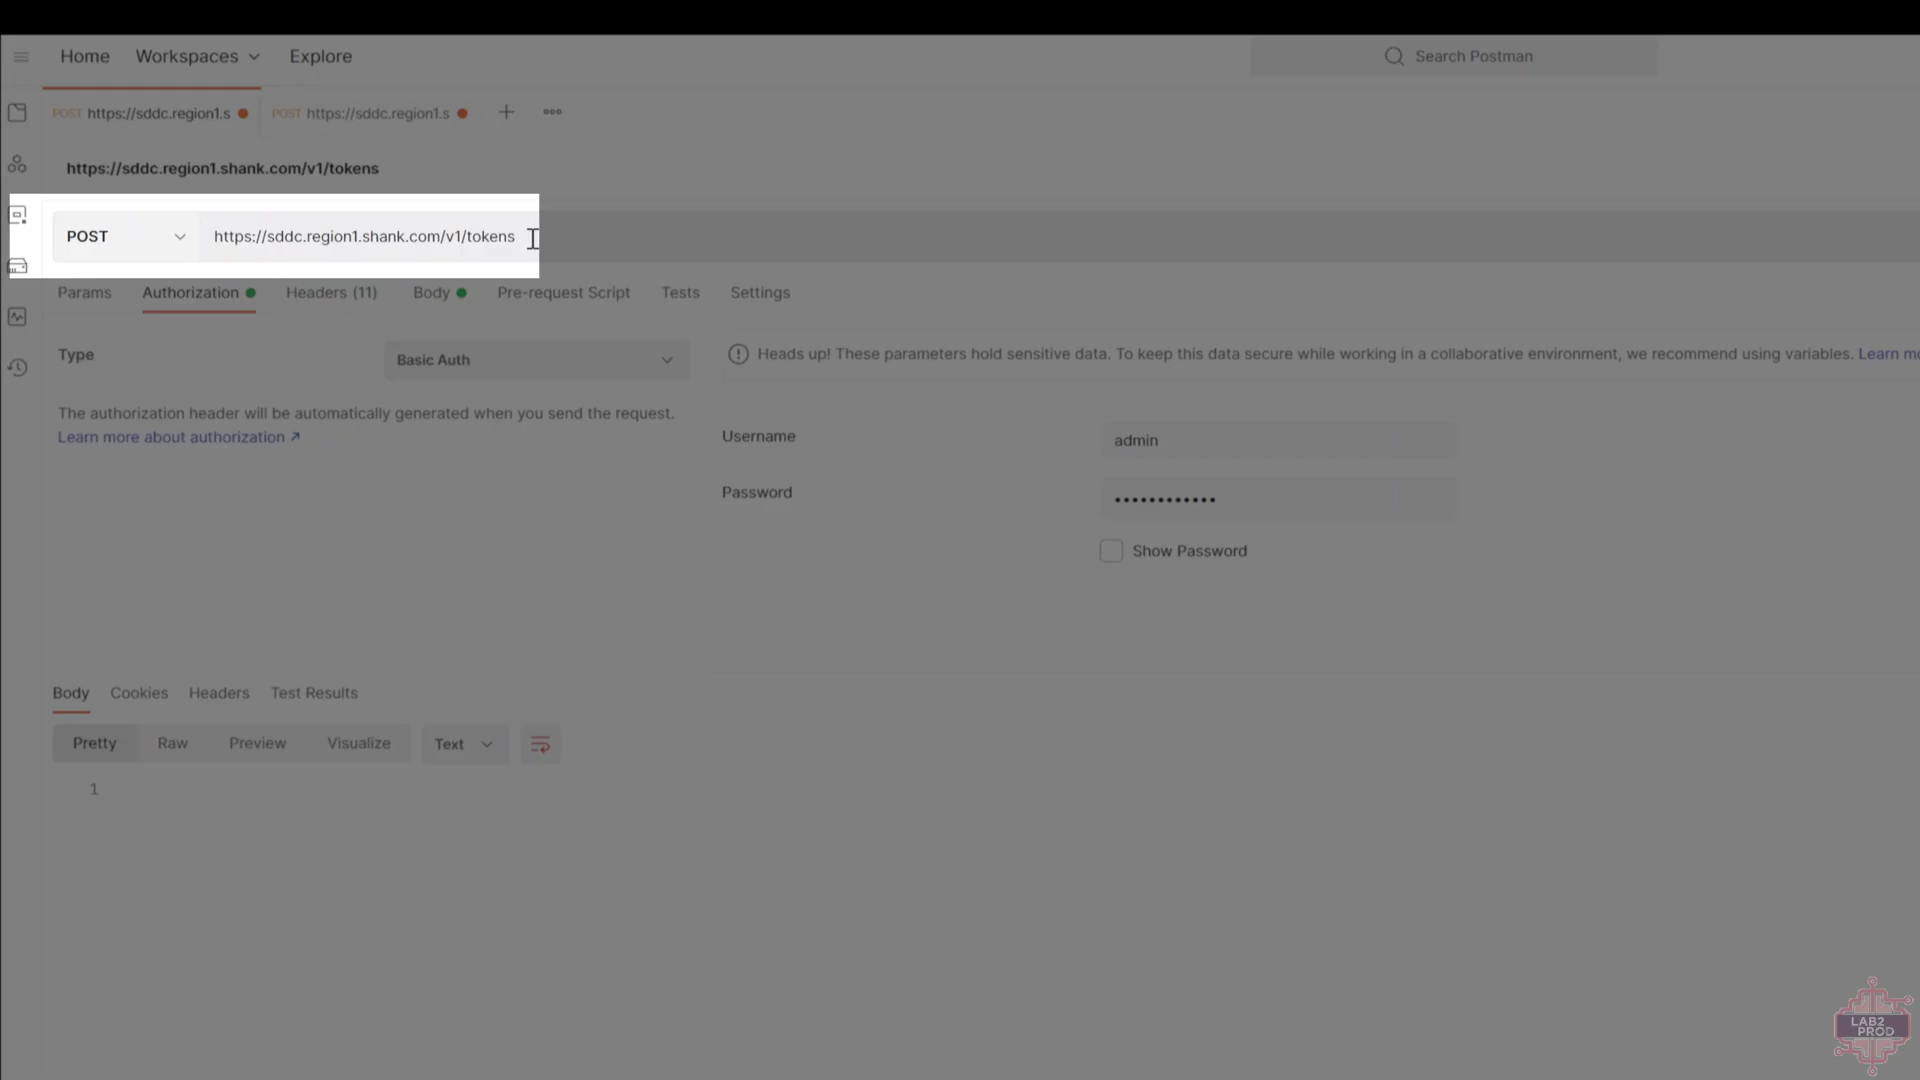 Home Workspaces Explore Search Postman
POST https://sddc.region1.s POST https://sddc.region1.s
https://sddc.region1.shank.com/v1/tokens
POST https://sddc.region1.shank.com/v1/tokens
Params Authorization Headers (11) Body Pre-request Script Tests Settings
Type Basic Auth Heads up! These parameters hold sensitive data. To keep this data secure while working in a collaborative environment, we recommend using variables. Learn mo
The authorization header will be automatically generated when you send the request.
Learn more about authorization ↗
Username admin
Password ••••••••••••
Show Password
Body Cookies Headers Test Results
Pretty Raw Preview Visualize Text
1
LAB2
PROD